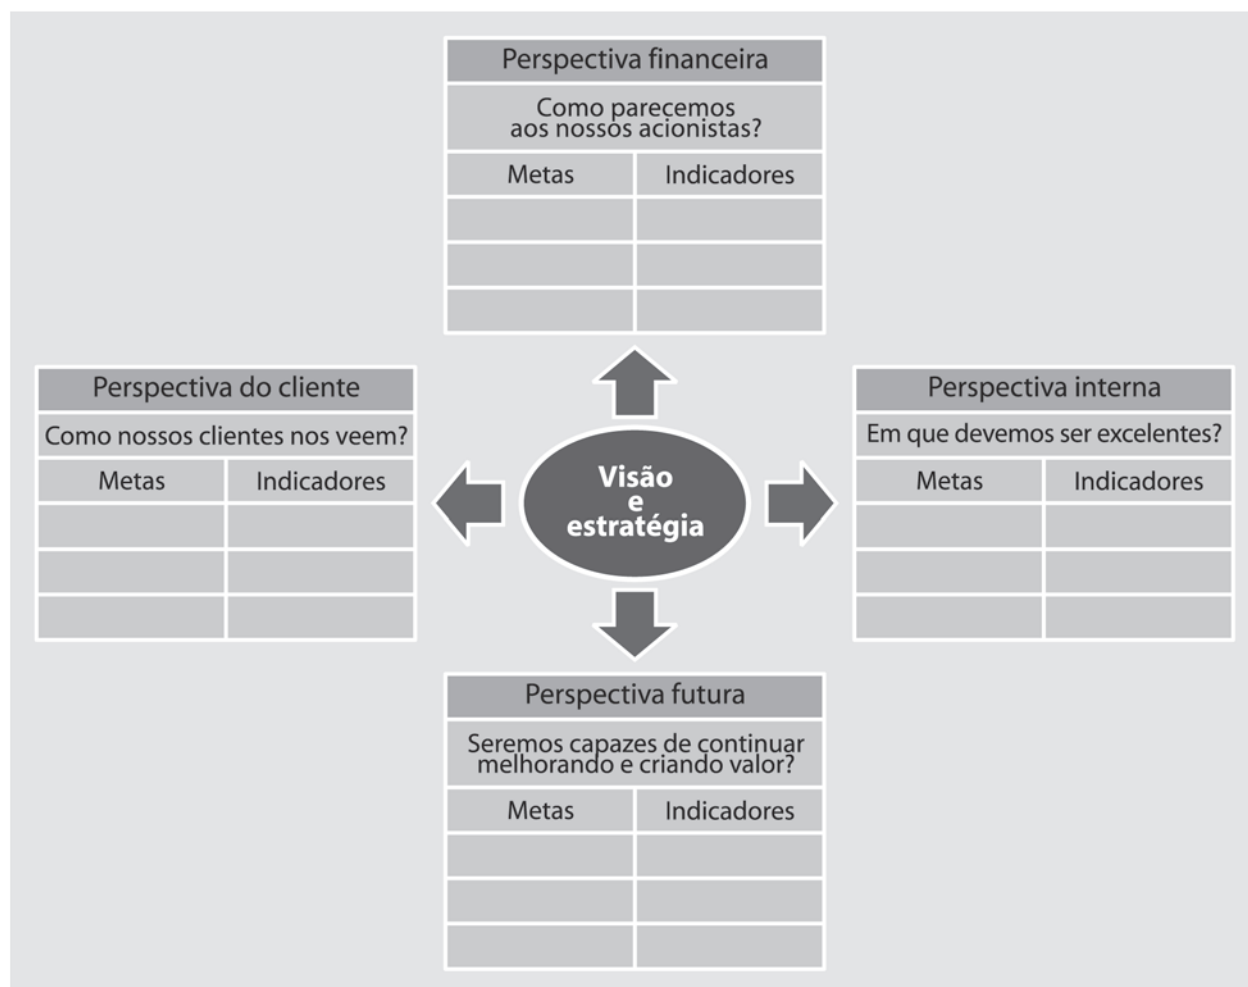 Perspectiva financeira
Como parecemos
aos nossos acionistas?
Metas
Indicadores
Perspectiva do cliente
Como nossos clientes nos veem?
Metas
Indicadores
Visão
e
estratégia
Perspectiva interna
Em que devemos ser excelentes?
Metas
Indicadores
Perspectiva futura
Seremos capazes de continuar
melhorando e criando valor?
Metas
Indicadores